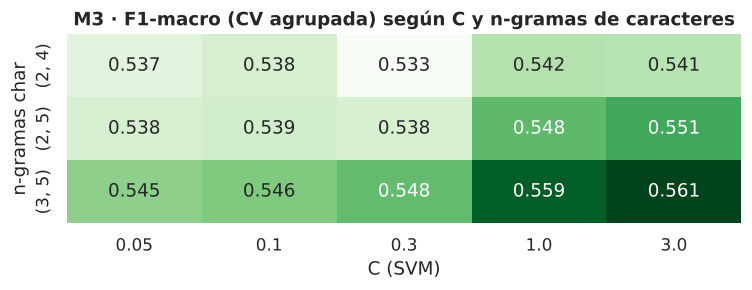 M3 · F1-macro (CV agrupada) según C y n-gramas de caracteres
n-gramas char
(2, 4) 0.537 0.538 0.533 0.542 0.541
(2, 5) 0.538 0.539 0.538 0.548 0.551
(3, 5) 0.545 0.546 0.548 0.559 0.561
0.05 0.1 0.3 1.0 3.0
C (SVM)